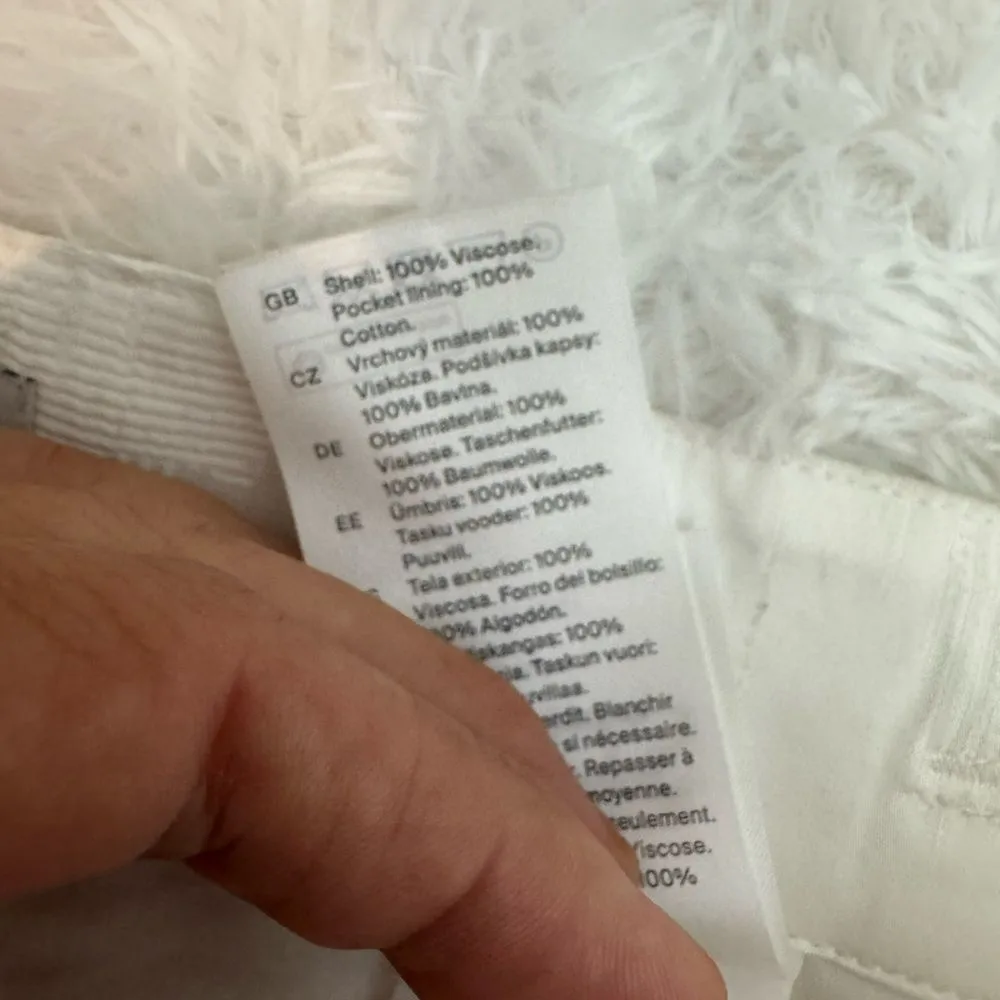 GB Shell: 100% Viscose.
Pocket lining: 100%
Cotton.
CZ Vrchový materiál: 100%
Viskóza. Podšívka kapsy:
100% Bavlna.
DE Obermaterial: 100%
Viskose. Taschenfutter:
100% Baumwolle.
EE Ümbris: 100% Viskoos.
Tasku vooder: 100%
Puuvill.
Tela exterior: 100%
Viscosa. Forro del bolsillo:
00% Algodón.
100%
Taskun vuori:
Blanchir
si nécessaire.
Repasser à
moyenne.
seulement.
Viscose.
100%